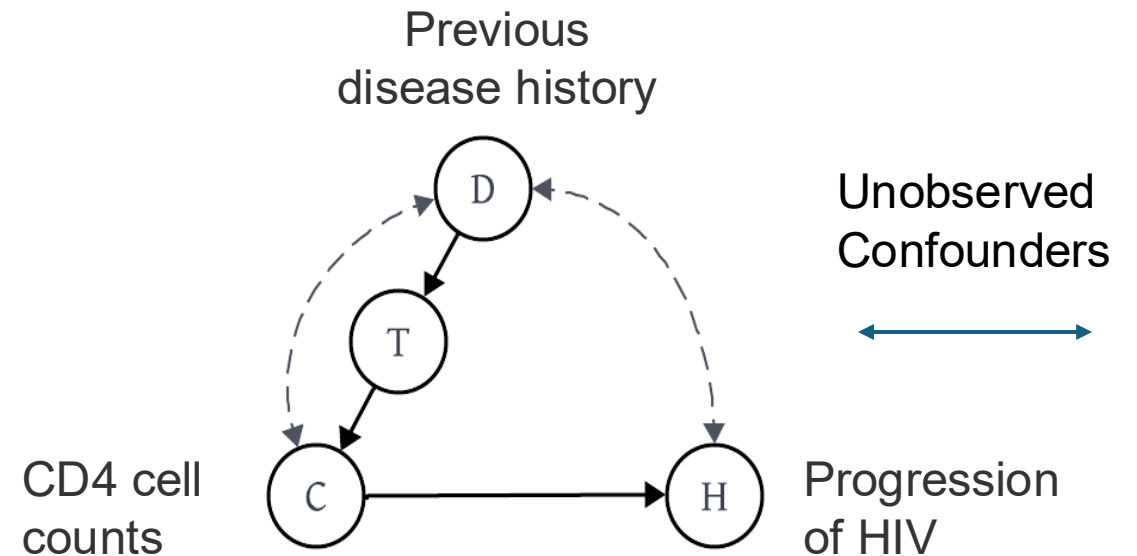 Previous
disease history
D
Unobserved
Confounders
T
CD4 cell
counts
C
H
Progression
of HIV